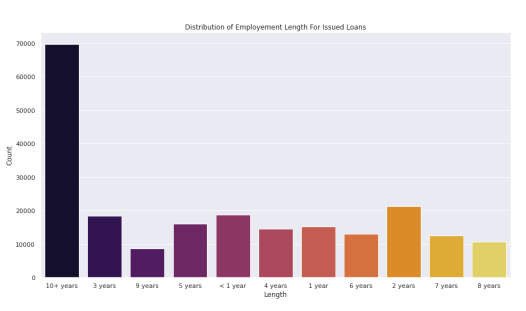 Distribution of Employement Length For Issued Loans
70000
60000
50000
40000
30000
20000
10000
0
Count
10+ years 3 years 9 years 5 years < 1 year 4 years 1 year 6 years 2 years 7 years 8 years
Length